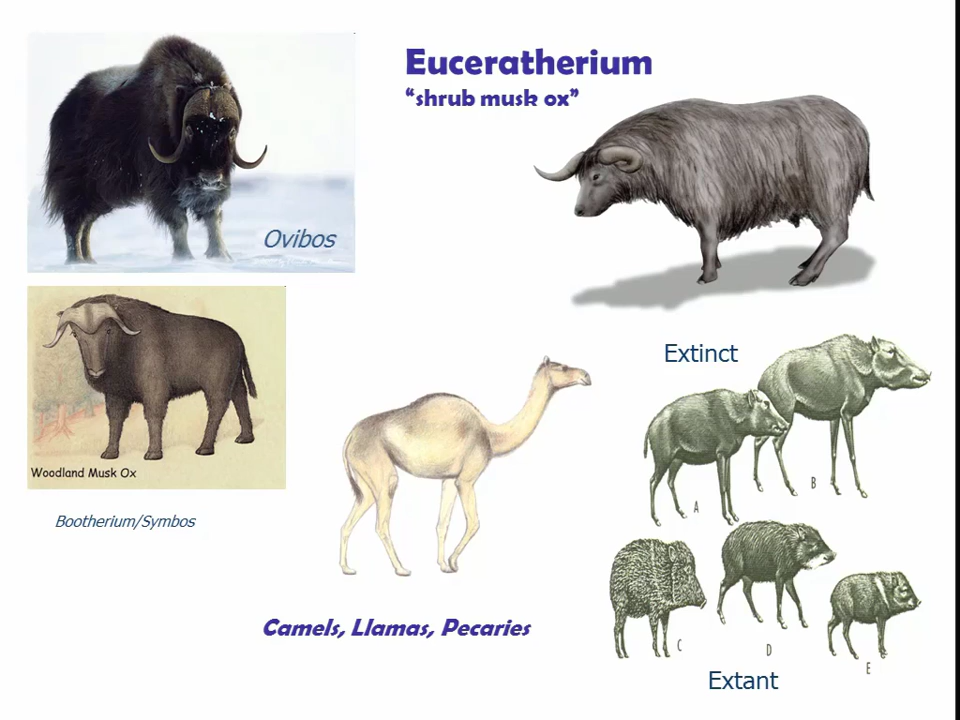 Euceratherium
“shrub musk ox”
Ovibos
Woodland Musk Ox
Bootherium/Symbos
Extinct
A
B
Camels, Llamas, Pecaries
C
D
E
Extant